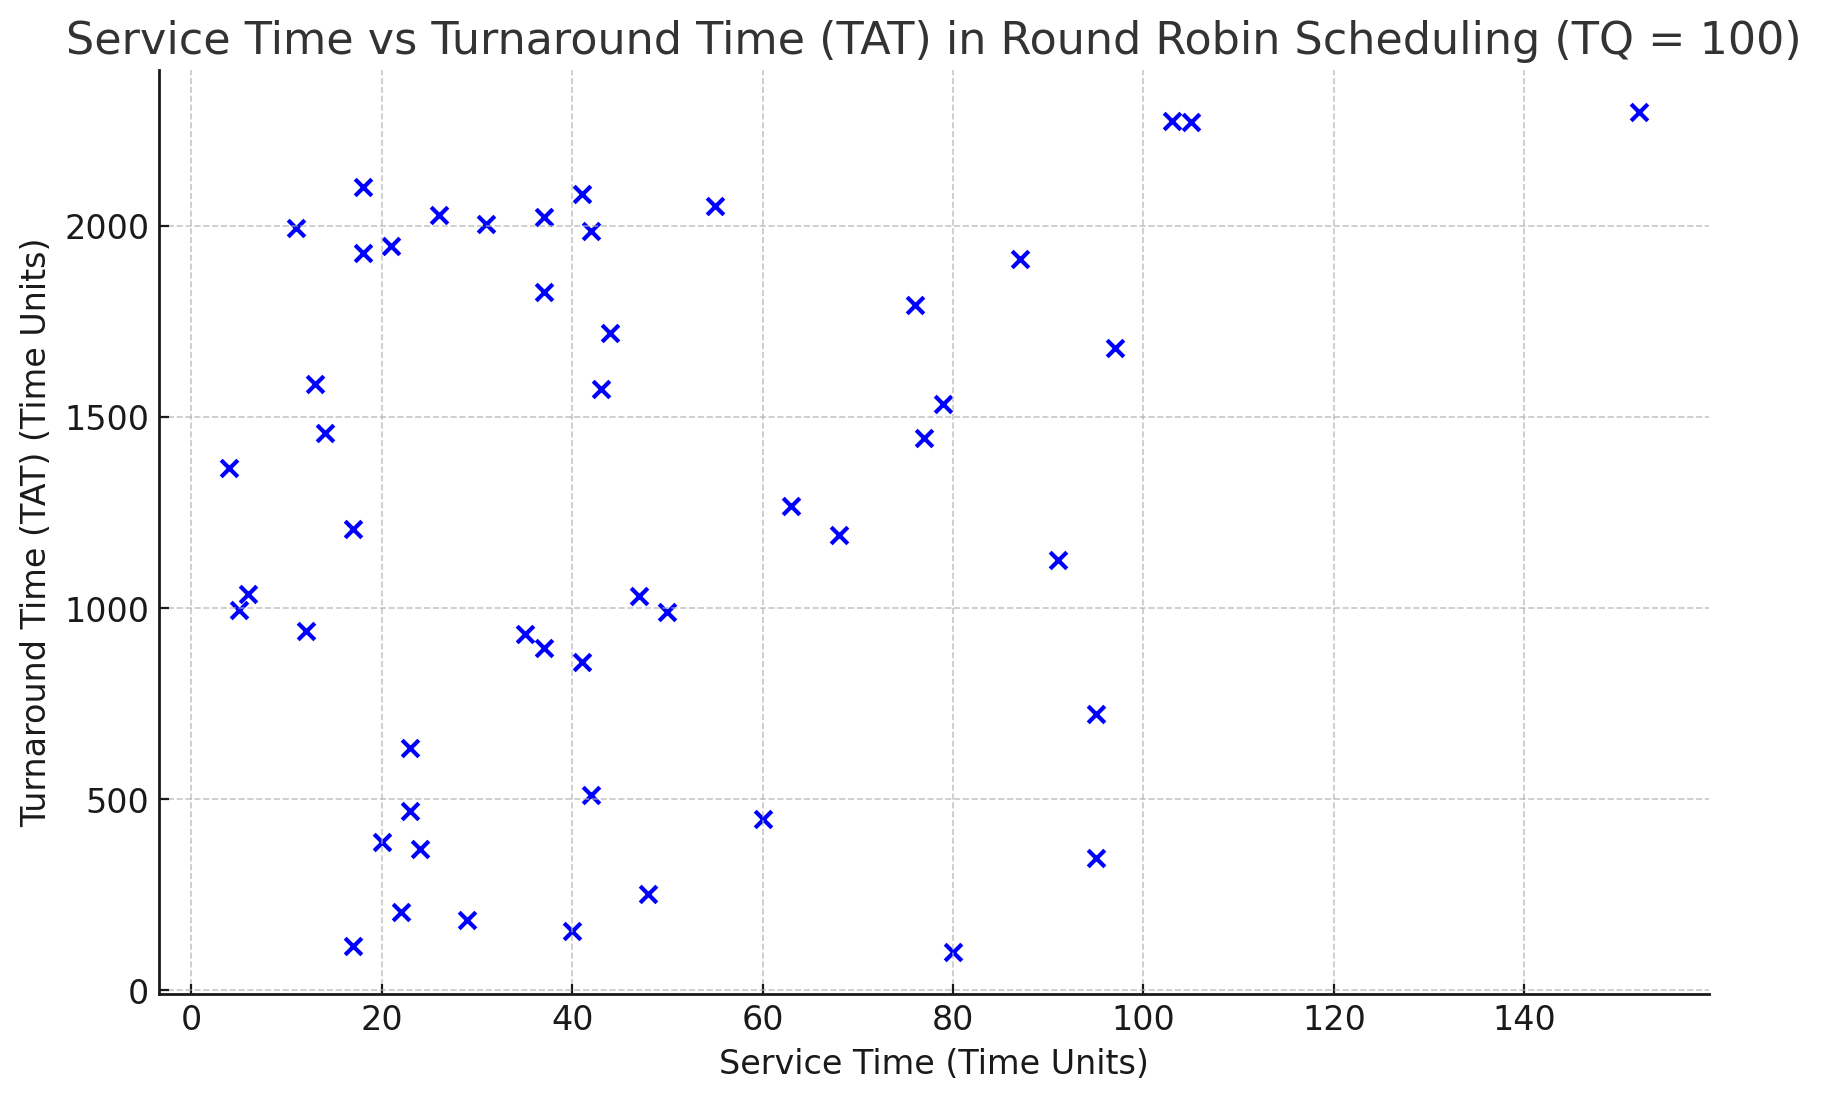 Service Time vs Turnaround Time (TAT) in Round Robin Scheduling (TQ = 100)
Turnaround Time (TAT) (Time Units)
2000
1500
1000
500
0
0 20 40 60 80 100 120 140
Service Time (Time Units)